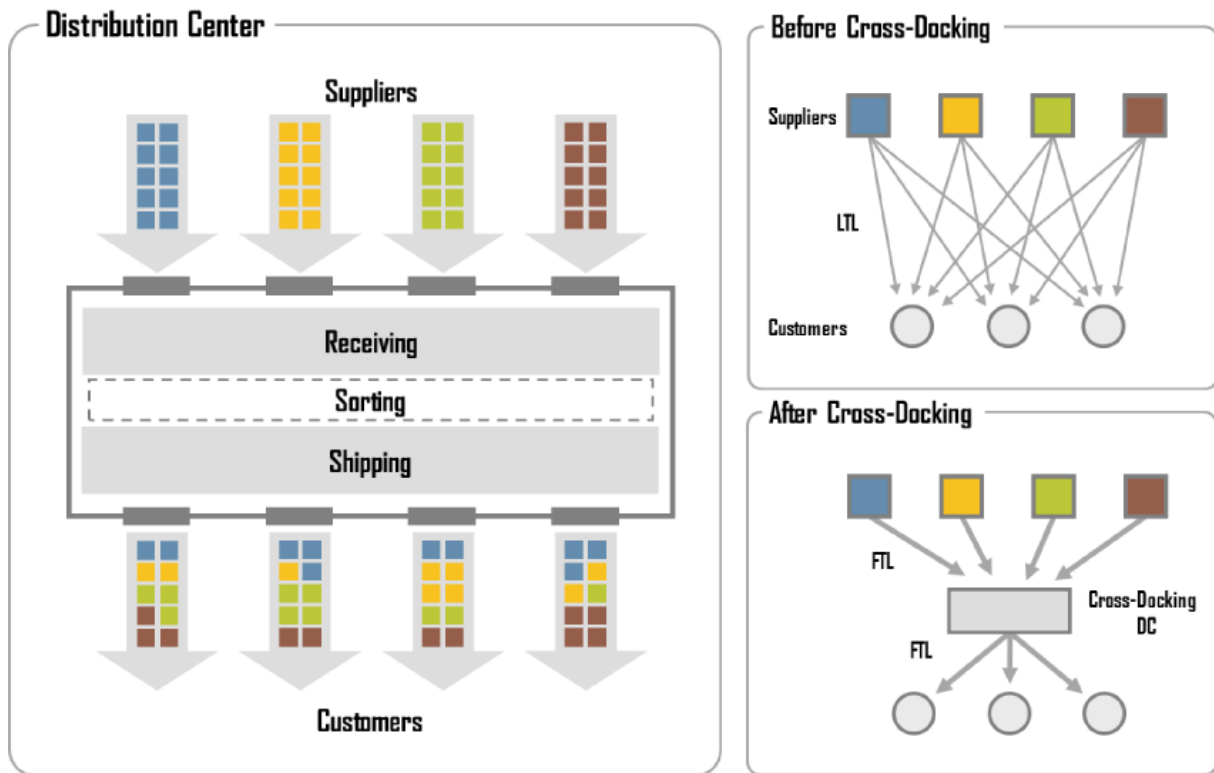 Distribution Center
Suppliers
Receiving
Sorting
Shipping
Customers
Before Cross-Docking
Suppliers
LTL
Customers
After Cross-Docking
FTL
Cross-Docking
DC
FTL